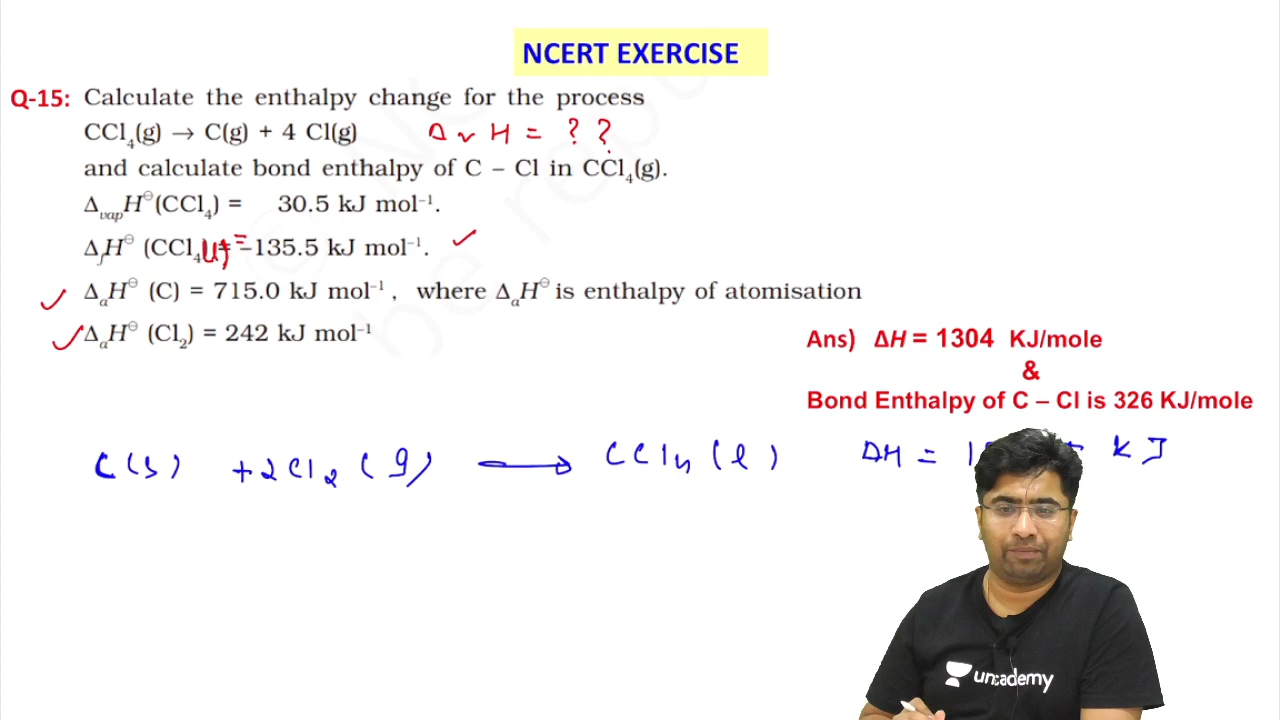 NCERT EXERCISE
Q-15: Calculate the enthalpy change for the process
CCl₄(g) → C(g) + 4 Cl(g) Δ r H = ? ?
and calculate bond enthalpy of C – Cl in CCl₄(g).
ΔvapH⊖(CCl₄) = 30.5 kJ mol⁻¹.
ΔfH⊖ (CCl₄ = –135.5 kJ mol⁻¹.
ΔaH⊖ (C) = 715.0 kJ mol⁻¹ , where ΔaH⊖ is enthalpy of atomisation
ΔaH⊖ (Cl₂) = 242 kJ mol⁻¹
Ans) ΔH = 1304 KJ/mole
&
Bond Enthalpy of C – Cl is 326 KJ/mole
C(s) + 2Cl₂ (g) → CCl₄ (l) ΔH = kJ
unacademy